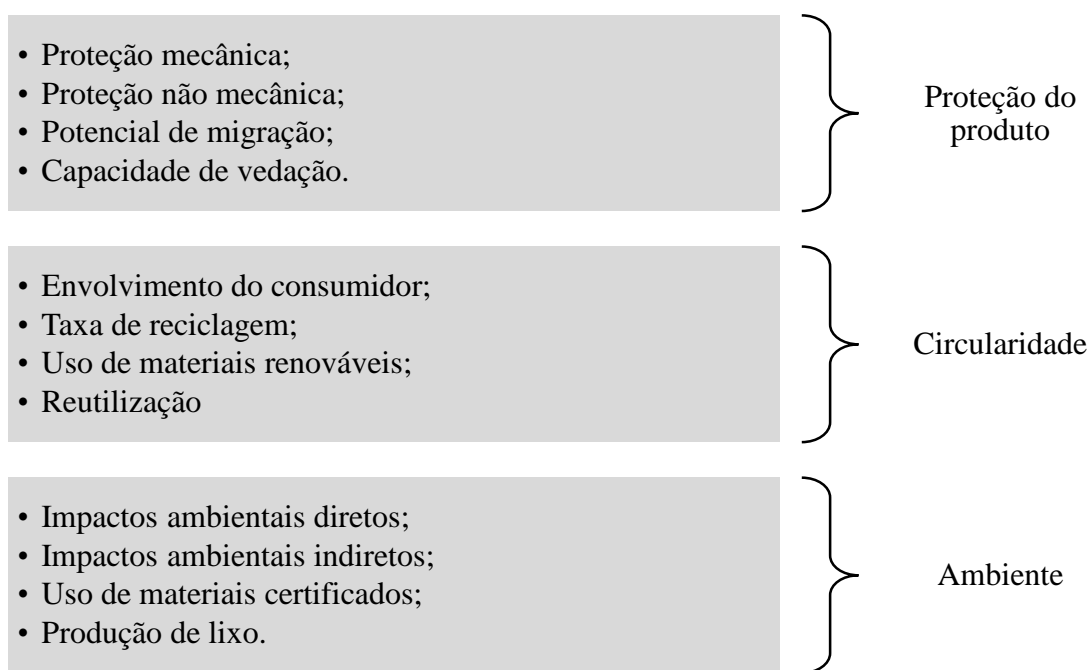 • Proteção mecânica;
• Proteção não mecânica;
• Potencial de migração;
• Capacidade de vedação.
Proteção do
produto
• Envolvimento do consumidor;
• Taxa de reciclagem;
• Uso de materiais renováveis;
• Reutilização
Circularidade
• Impactos ambientais diretos;
• Impactos ambientais indiretos;
• Uso de materiais certificados;
• Produção de lixo.
Ambiente